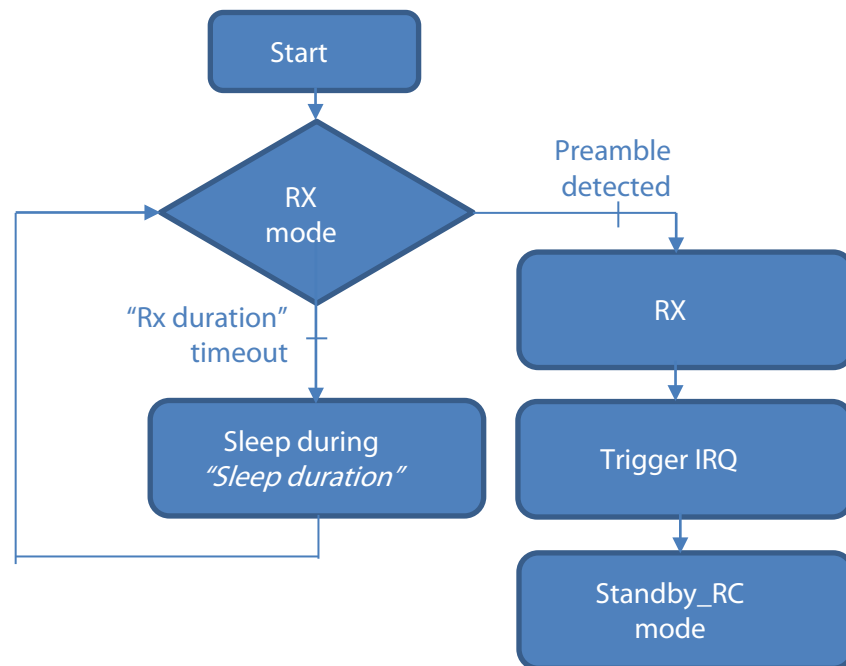 Start
RX
mode
Preamble
detected
"Rx duration"
timeout
Sleep during
"Sleep duration"
RX
Trigger IRQ
Standby_RC
mode